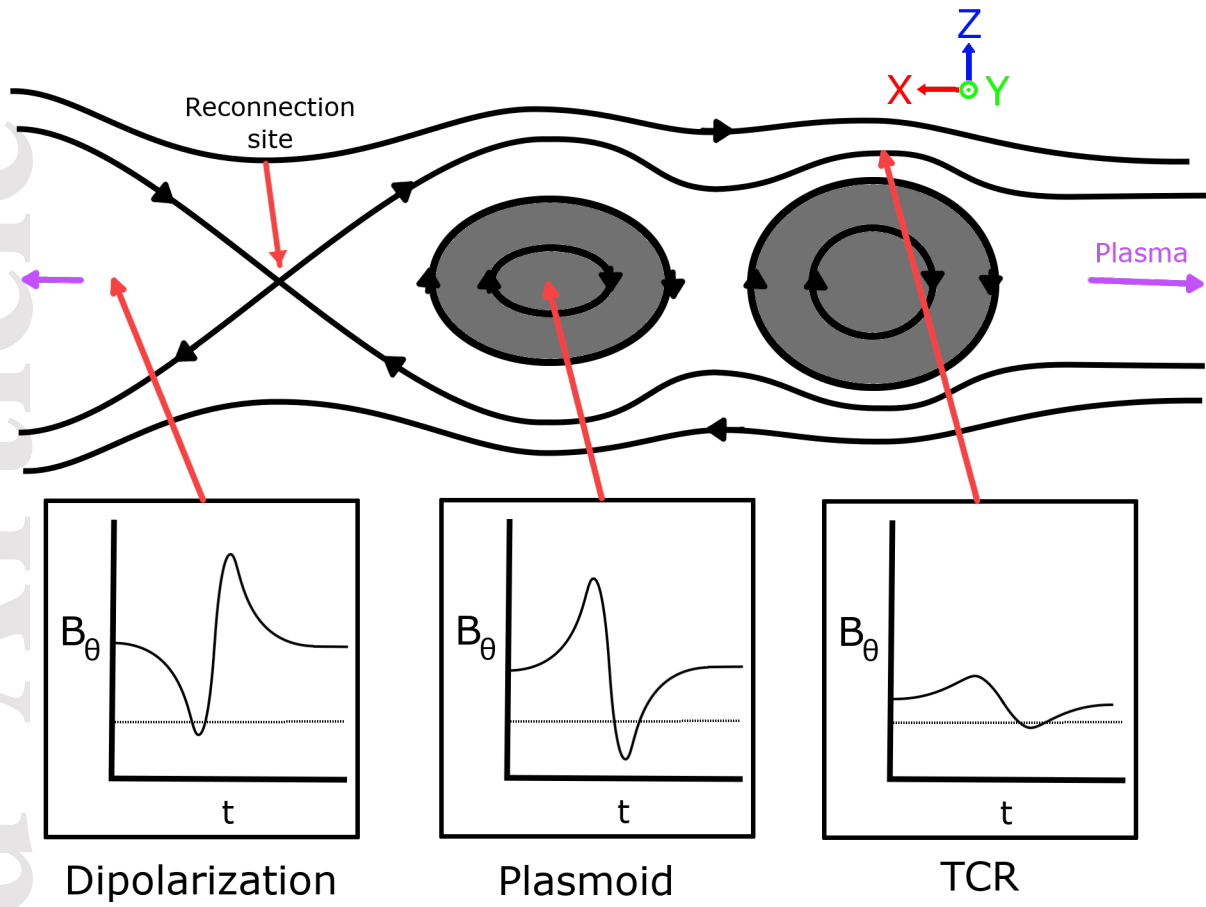 Z
X
Y
Reconnection
site
Plasma
Bθ
t
Dipolarization
Bθ
t
Plasmoid
Bθ
t
TCR